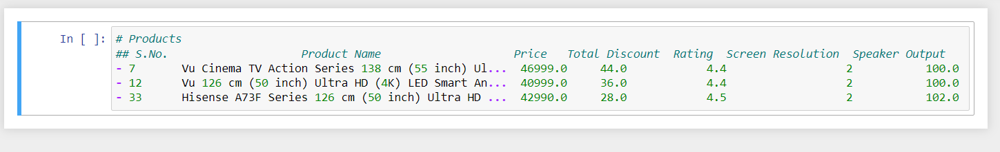 In [ ]: # Products
## S.No. Product Name Price Total Discount Rating Screen Resolution Speaker Output
- 7 Vu Cinema TV Action Series 138 cm (55 inch) Ul... 46999.0 44.0 4.4 2 100.0
- 12 Vu 126 cm (50 inch) Ultra HD (4K) LED Smart An... 40999.0 36.0 4.4 2 100.0
- 33 Hisense A73F Series 126 cm (50 inch) Ultra HD ... 42990.0 28.0 4.5 2 102.0